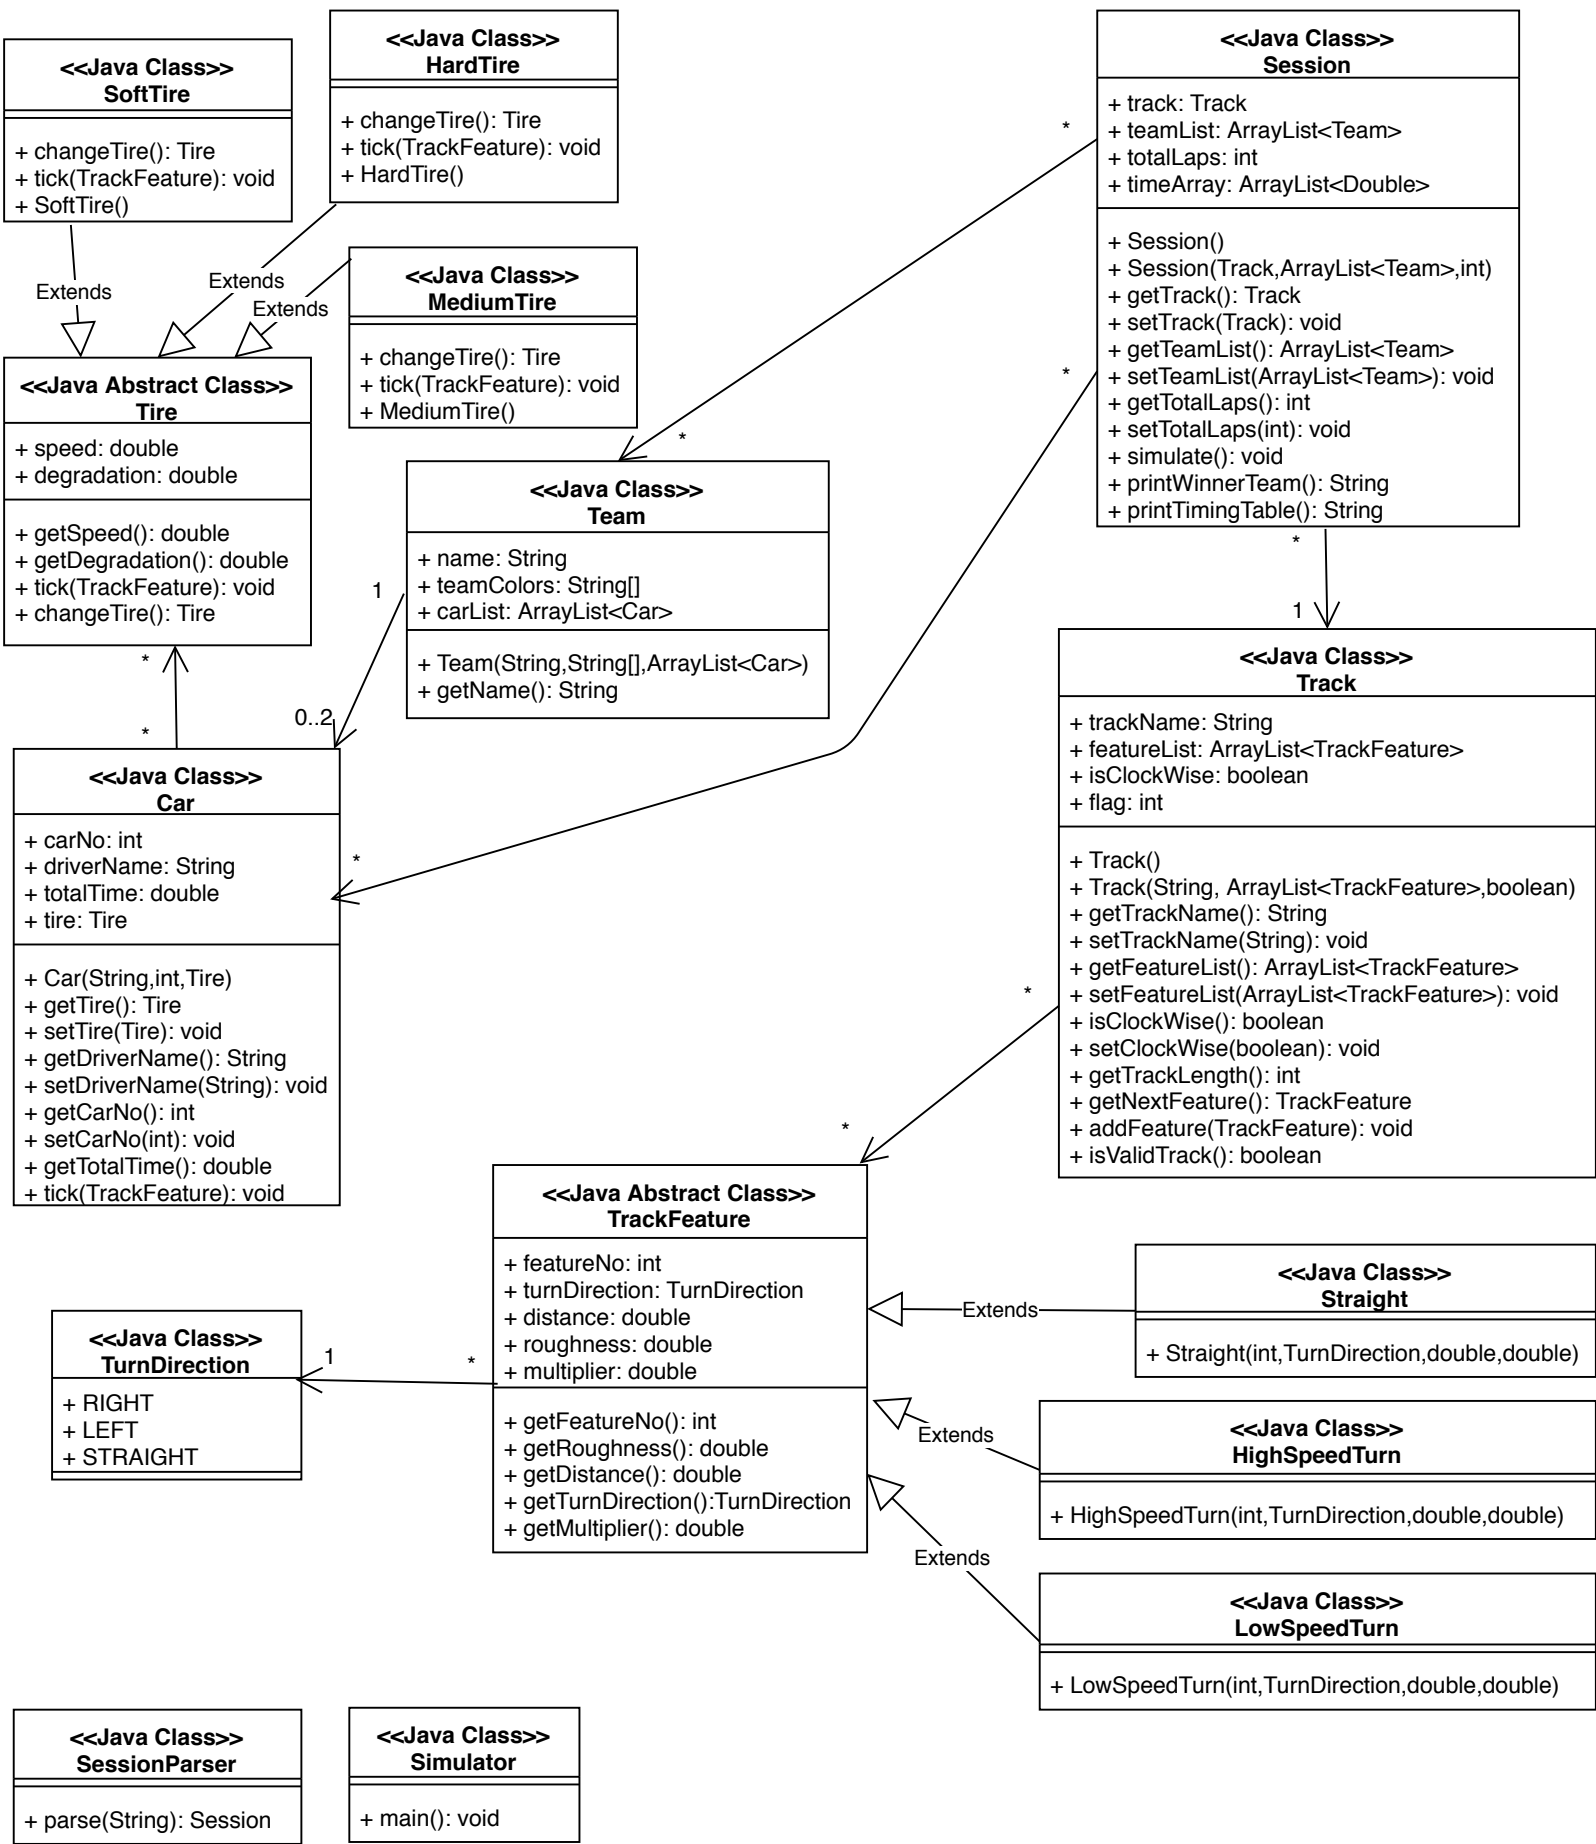 <<Java Class>>
SoftTire
+ changeTire(): Tire
+ tick(TrackFeature): void
+ SoftTire()
<<Java Class>>
HardTire
+ changeTire(): Tire
+ tick(TrackFeature): void
+ HardTire()
<<Java Class>>
Session
+ track: Track
+ teamList: ArrayList<Team>
+ totalLaps: int
+ timeArray: ArrayList<Double>
+ Session()
+ Session(Track,ArrayList<Team>,int)
+ getTrack(): Track
+ setTrack(Track): void
+ getTeamList(): ArrayList<Team>
+ setTeamList(ArrayList<Team>): void
+ getTotalLaps(): int
+ setTotalLaps(int): void
+ simulate(): void
+ printWinnerTeam(): String
+ printTimingTable(): String
*
*
*
*
*
1
Extends
Extends
Extends
<<Java Class>>
MediumTire
+ changeTire(): Tire
+ tick(TrackFeature): void
+ MediumTire()
<<Java Abstract Class>>
Tire
+ speed: double
+ degradation: double
+ getSpeed(): double
+ getDegradation(): double
+ tick(TrackFeature): void
+ changeTire(): Tire
<<Java Class>>
Team
+ name: String
+ teamColors: String[]
+ carList: ArrayList<Car>
+ Team(String,String[],ArrayList<Car>)
+ getName(): String
1
0..2
*
*
<<Java Class>>
Car
+ carNo: int
+ driverName: String
+ totalTime: double
+ tire: Tire
+ Car(String,int,Tire)
+ getTire(): Tire
+ setTire(Tire): void
+ getDriverName(): String
+ setDriverName(String): void
+ getCarNo(): int
+ setCarNo(int): void
+ getTotalTime(): double
+ tick(TrackFeature): void
<<Java Class>>
Track
+ trackName: String
+ featureList: ArrayList<TrackFeature>
+ isClockWise: boolean
+ flag: int
+ Track()
+ Track(String, ArrayList<TrackFeature>,boolean)
+ getTrackName(): String
+ setTrackName(String): void
+ getFeatureList(): ArrayList<TrackFeature>
+ setFeatureList(ArrayList<TrackFeature>): void
+ isClockWise(): boolean
+ setClockWise(boolean): void
+ getTrackLength(): int
+ getNextFeature(): TrackFeature
+ addFeature(TrackFeature): void
+ isValidTrack(): boolean
*
*
<<Java Abstract Class>>
TrackFeature
+ featureNo: int
+ turnDirection: TurnDirection
+ distance: double
+ roughness: double
+ multiplier: double
+ getFeatureNo(): int
+ getRoughness(): double
+ getDistance(): double
+ getTurnDirection():TurnDirection
+ getMultiplier(): double
<<Java Class>>
TurnDirection
+ RIGHT
+ LEFT
+ STRAIGHT
1
*
Extends
Extends
Extends
<<Java Class>>
Straight
+ Straight(int,TurnDirection,double,double)
<<Java Class>>
HighSpeedTurn
+ HighSpeedTurn(int,TurnDirection,double,double)
<<Java Class>>
LowSpeedTurn
+ LowSpeedTurn(int,TurnDirection,double,double)
<<Java Class>>
SessionParser
+ parse(String): Session
<<Java Class>>
Simulator
+ main(): void